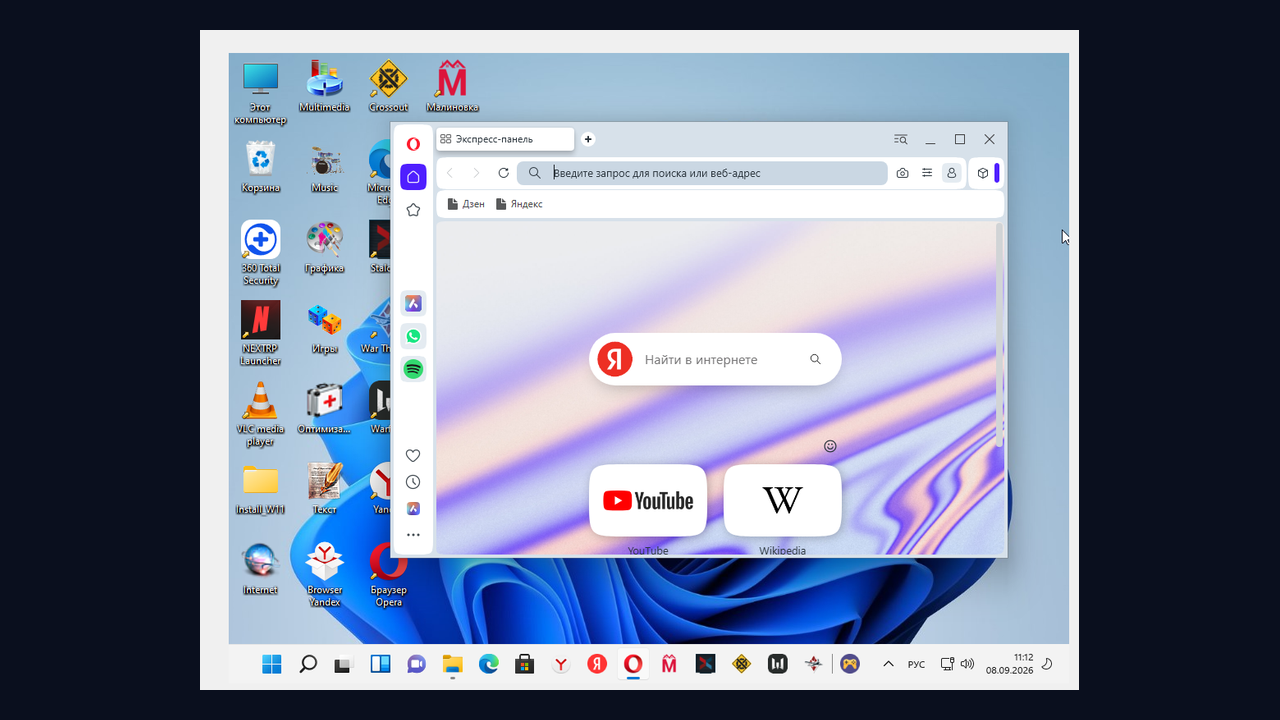 Этот
компьютер
Multimedia
Crossout
Малиновка
Корзина
Music
360 Total
Security
Графика
NEXTRP
Launcher
Игры
War Th
VLC media
player
Оптимиза...
Install_W11
Текст
Internet
Browser
Yandex
Браузер
Opera
Экспресс-панель
Введите запрос для поиска или веб-адрес
Дзен
Яндекс
Я
Найти в интернете
YouTube
W
YouTube
Wikipedia
РУС
11:12
08.09.2026